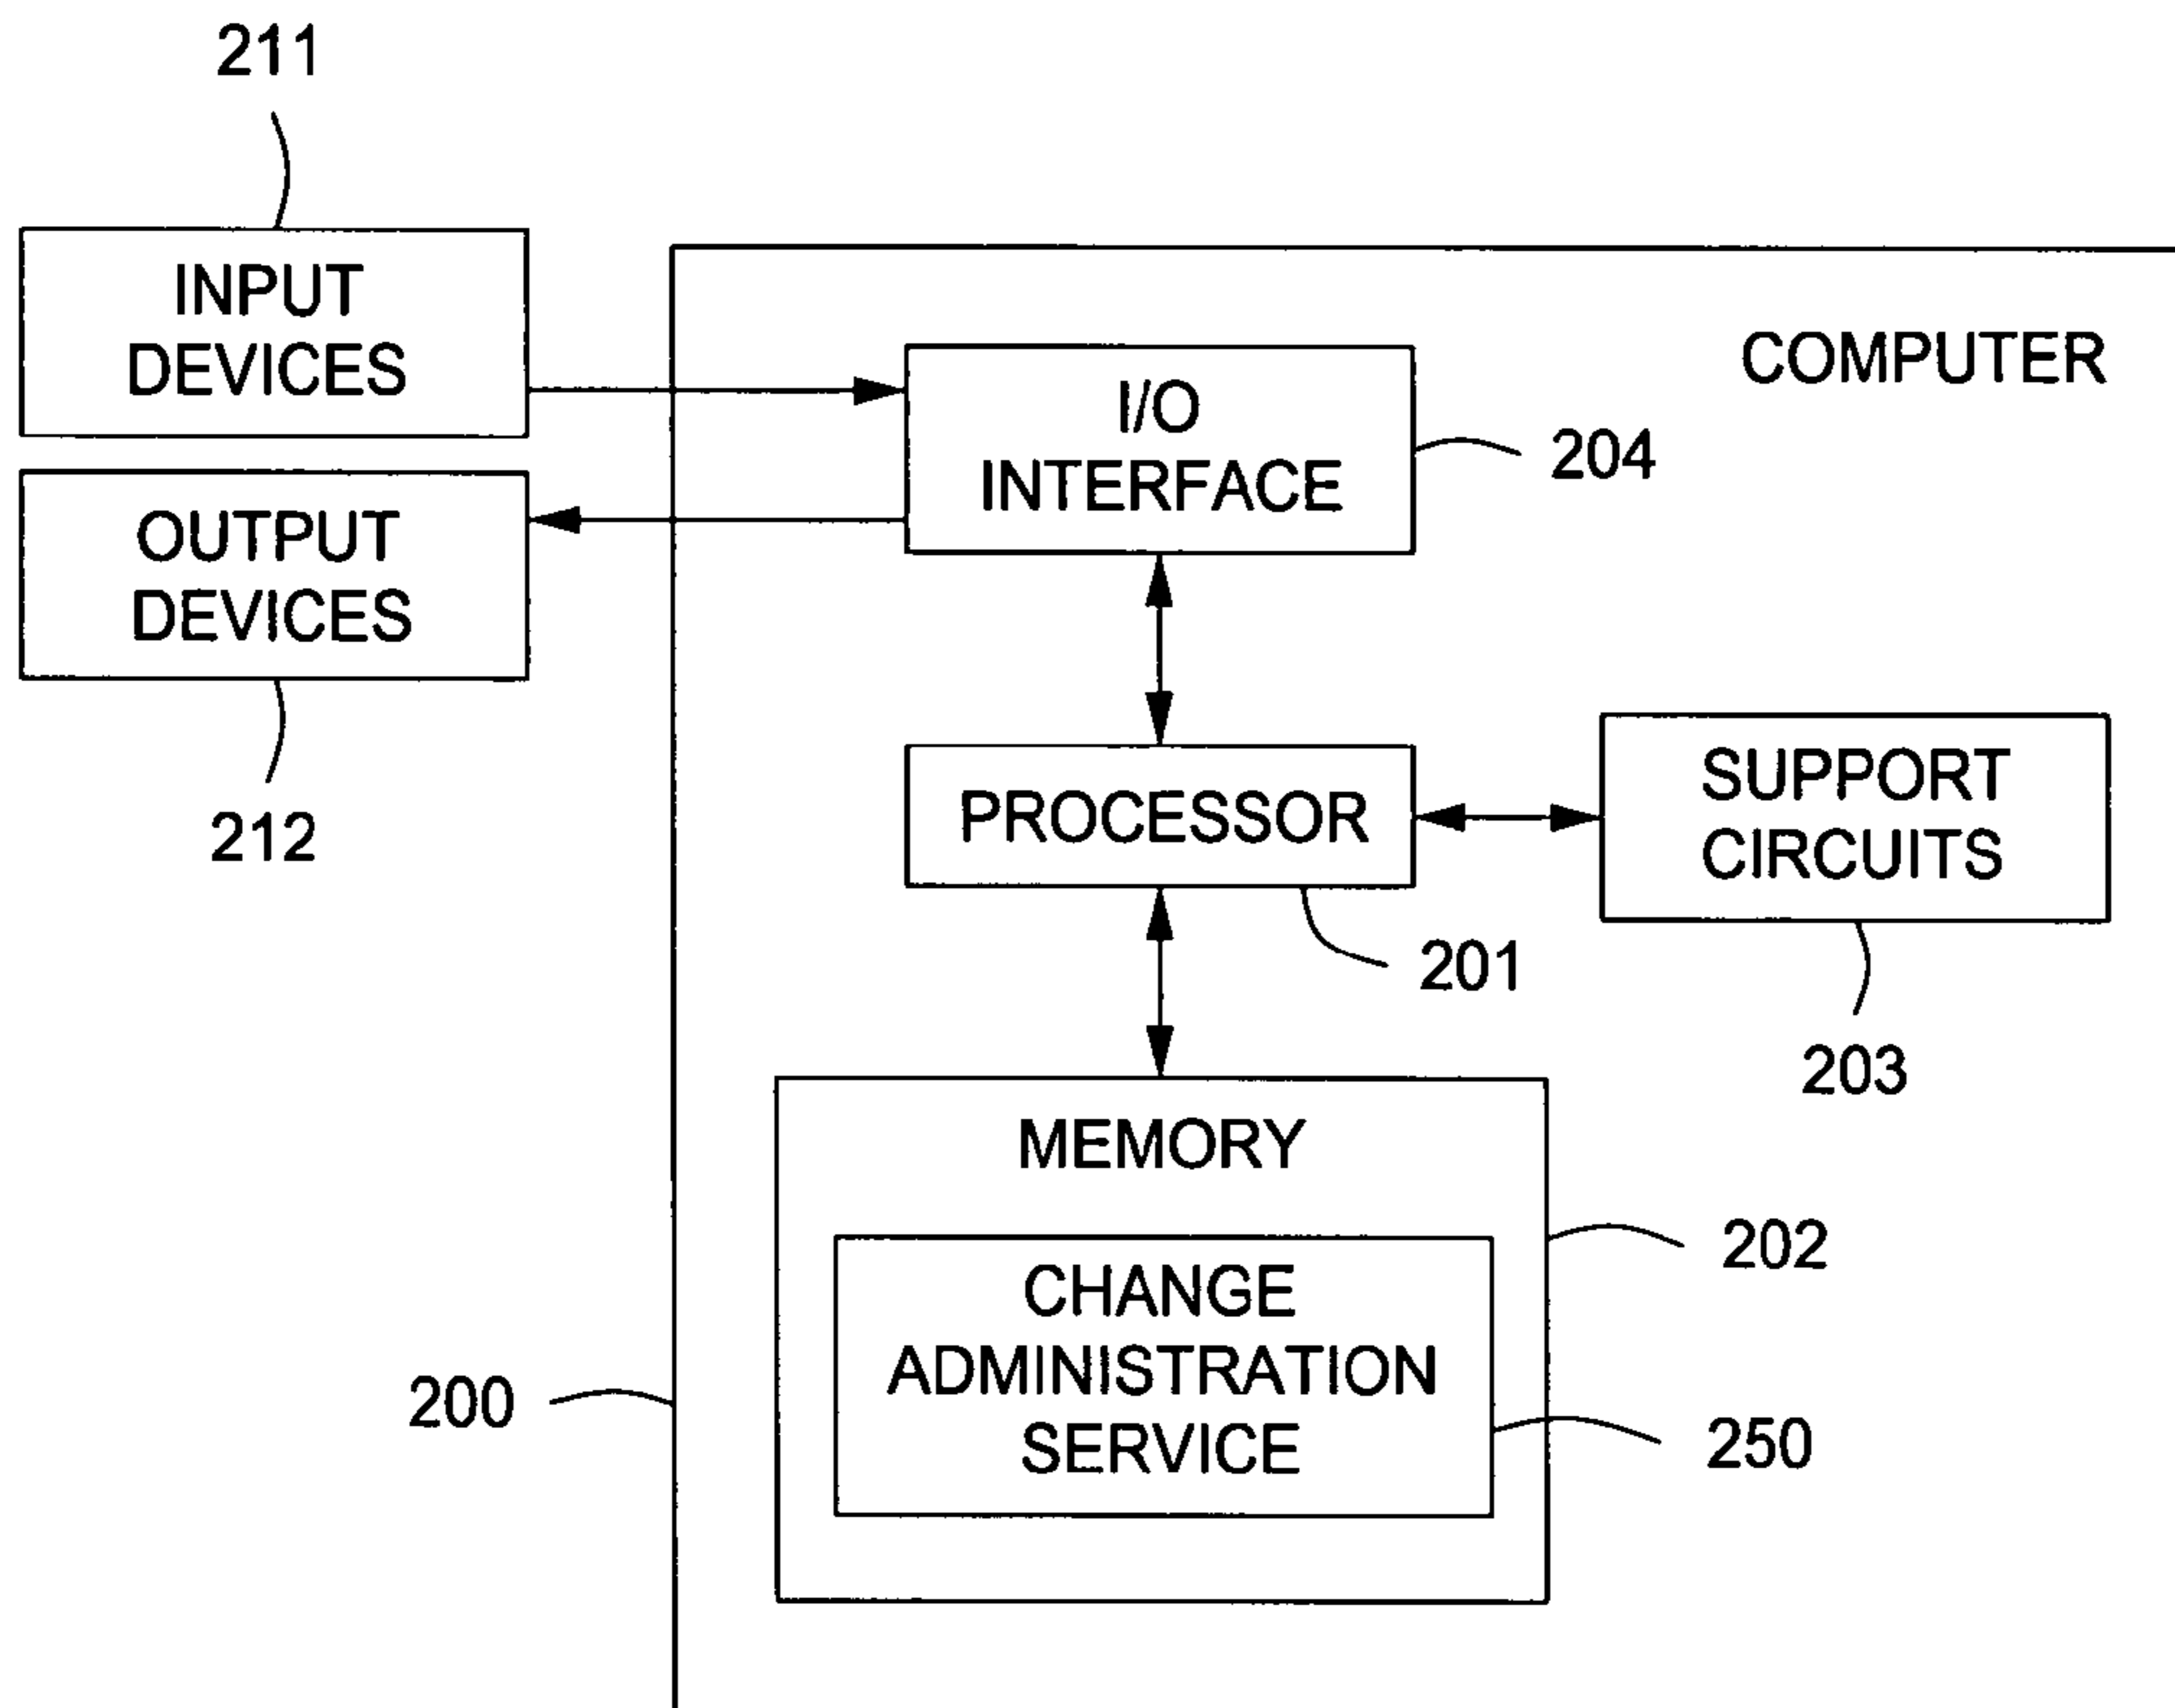 211
INPUT
DEVICES
COMPUTER
I/O
INTERFACE
204
OUTPUT
DEVICES
212
PROCESSOR
SUPPORT
CIRCUITS
201
203
MEMORY
202
CHANGE
ADMINISTRATION
SERVICE
200
250